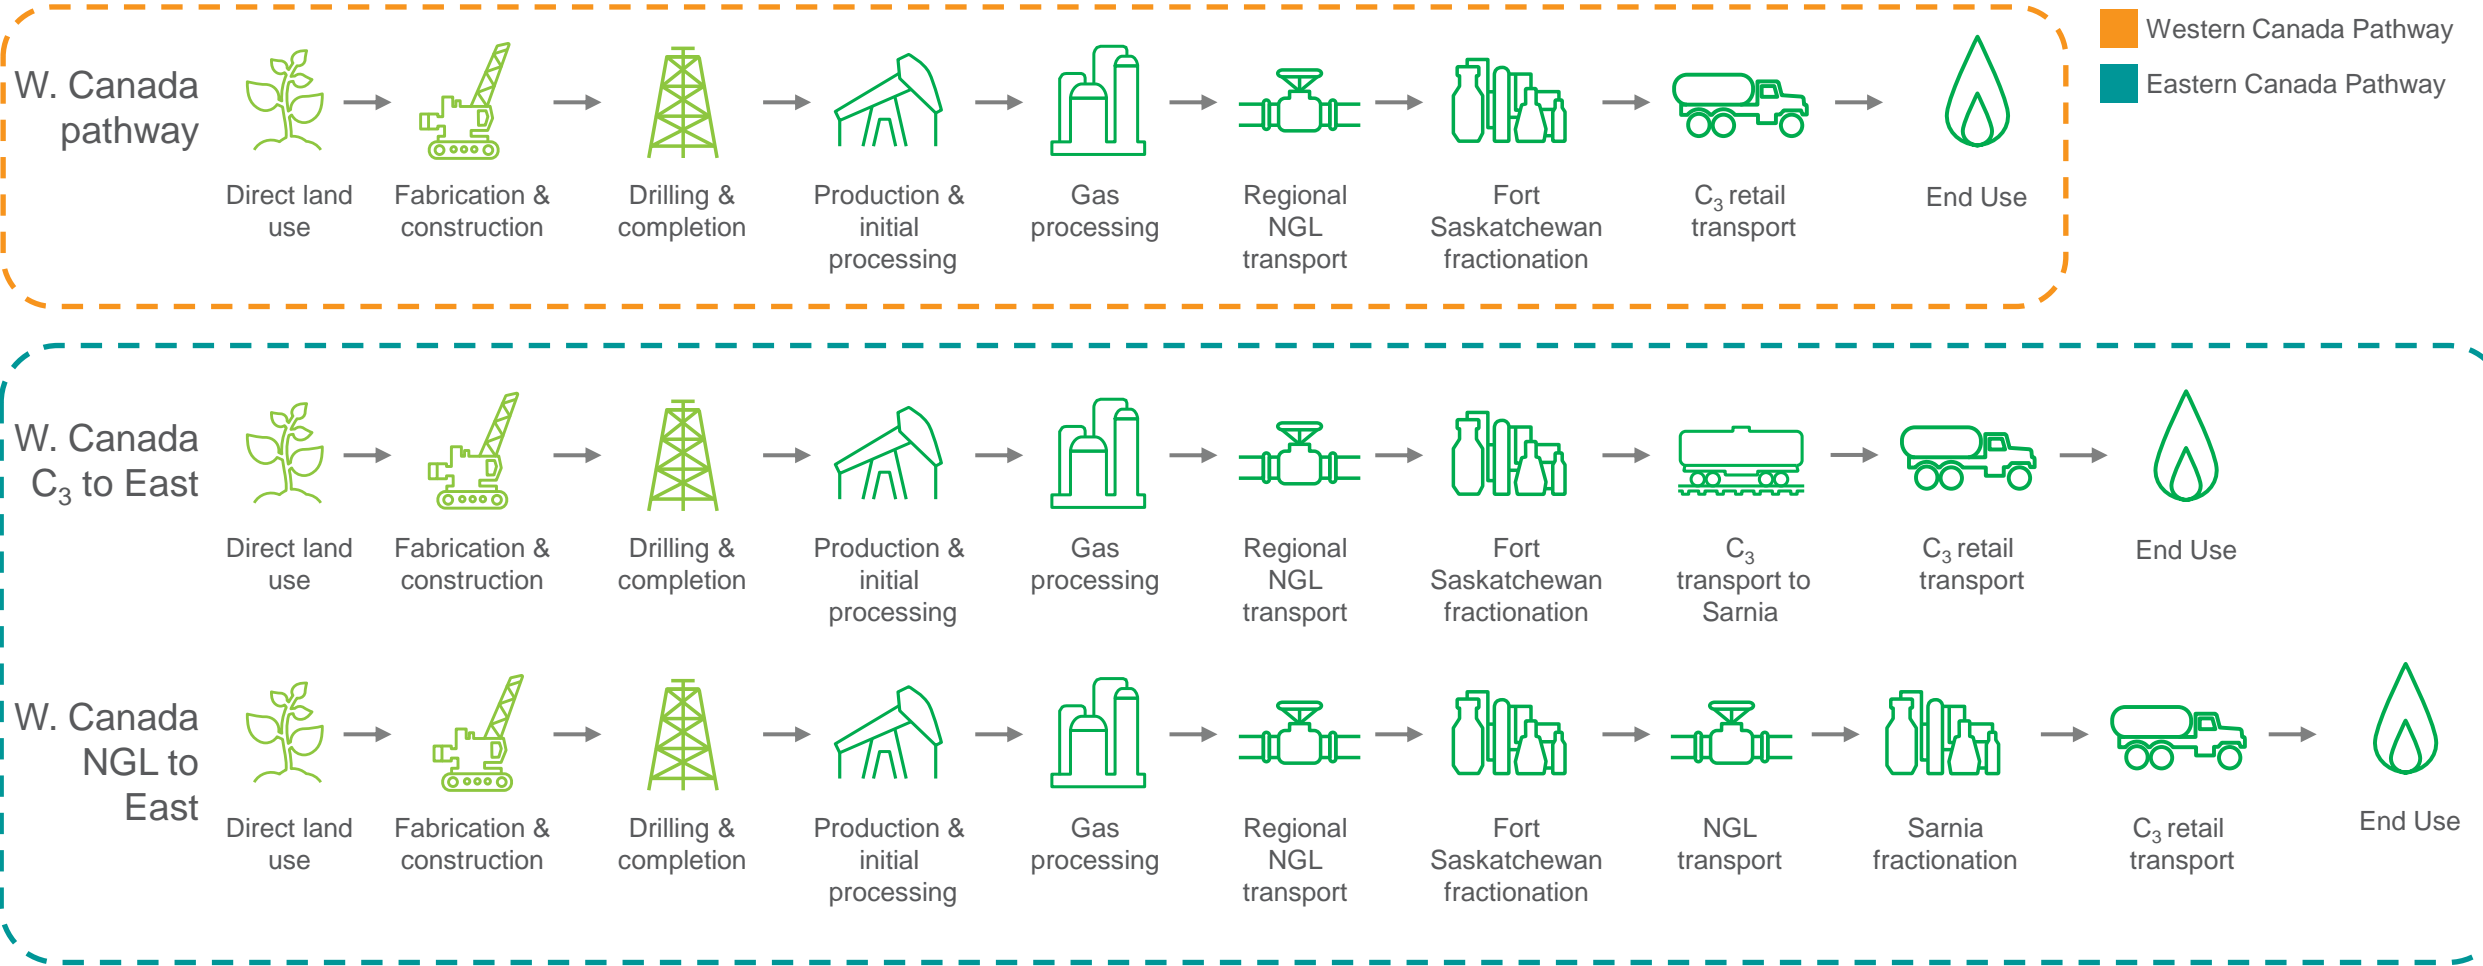 Western Canada Pathway
Eastern Canada Pathway
W. Canada
pathway
Direct land
use
Fabrication &
construction
Drilling &
completion
Production &
initial
processing
Gas
processing
Regional
NGL
transport
Fort
Saskatchewan
fractionation
C₃ retail
transport
End Use
W. Canada
C₃ to East
Direct land
use
Fabrication &
construction
Drilling &
completion
Production &
initial
processing
Gas
processing
Regional
NGL
transport
Fort
Saskatchewan
fractionation
C₃
transport to
Sarnia
C₃ retail
transport
End Use
W. Canada
NGL to
East
Direct land
use
Fabrication &
construction
Drilling &
completion
Production &
initial
processing
Gas
processing
Regional
NGL
transport
Fort
Saskatchewan
fractionation
NGL
transport
Sarnia
fractionation
C₃ retail
transport
End Use